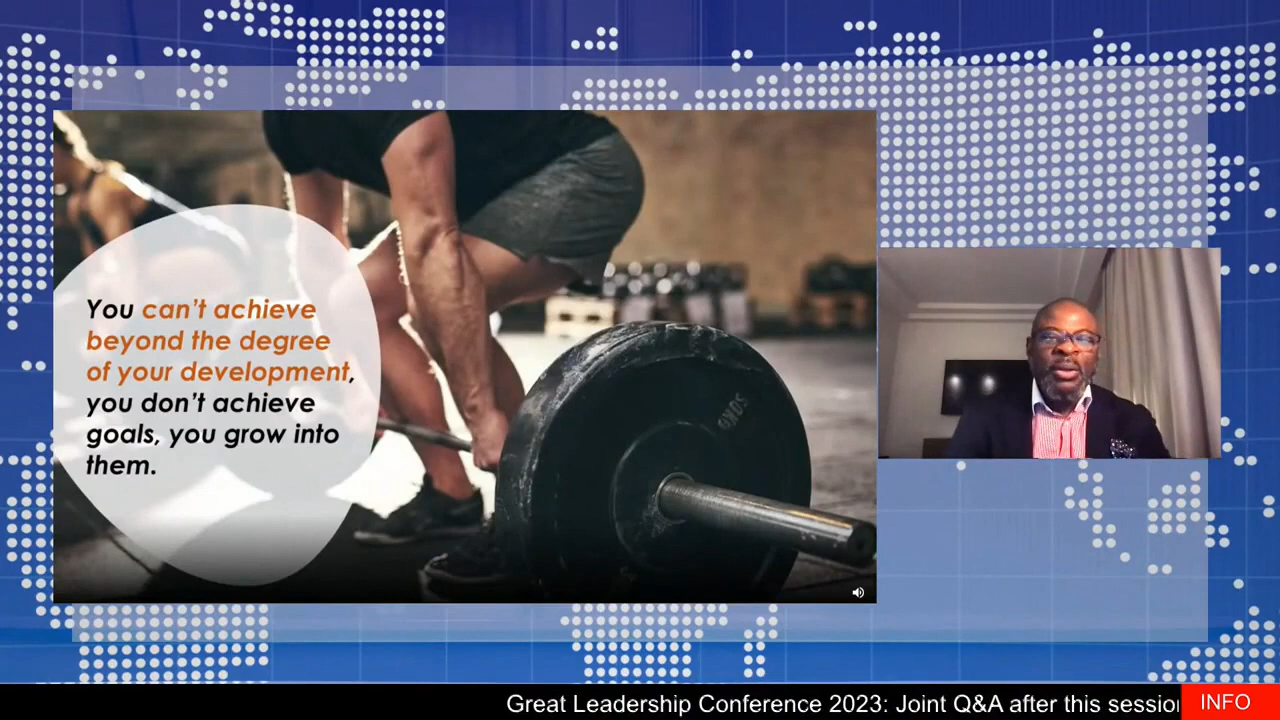 You can't achieve
beyond the degree
of your development,
you don't achieve
goals, you grow into
them.
Great Leadership Conference 2023: Joint Q&A after this session
INFO